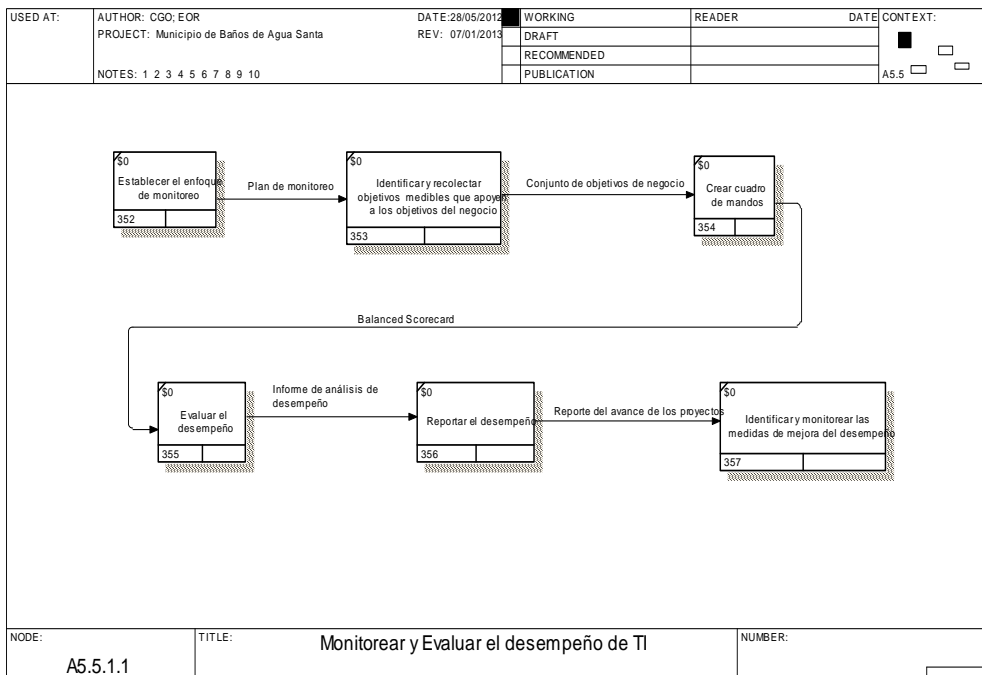 USED AT:
AUTHOR: CGO; EOR
DATE:28/05/2012
PROJECT: Municipio de Baños de Agua Santa
REV: 07/01/2013
NOTES: 1 2 3 4 5 6 7 8 9 10
WORKING
DRAFT
RECOMMENDED
PUBLICATION
READER
DATE
CONTEXT:
A5.5
$0
Establecer el enfoque
de monitoreo
352
Plan de monitoreo
$0
Identificar y recolectar
objetivos medibles que apoyen
a los objetivos del negocio
353
Conjunto de objetivos de negocio
$0
Crear cuadro
de mandos
354
Balanced Scorecard
$0
Evaluar el
desempeño
355
Informe de análisis de
desempeño
$0
Reportar el desempeño
356
Reporte del avance de los proyectos
$0
Identificar y monitorear las
medidas de mejora del desempeño
357
NODE:
A5.5.1.1
TITLE:
Monitorear y Evaluar el desempeño de TI
NUMBER: